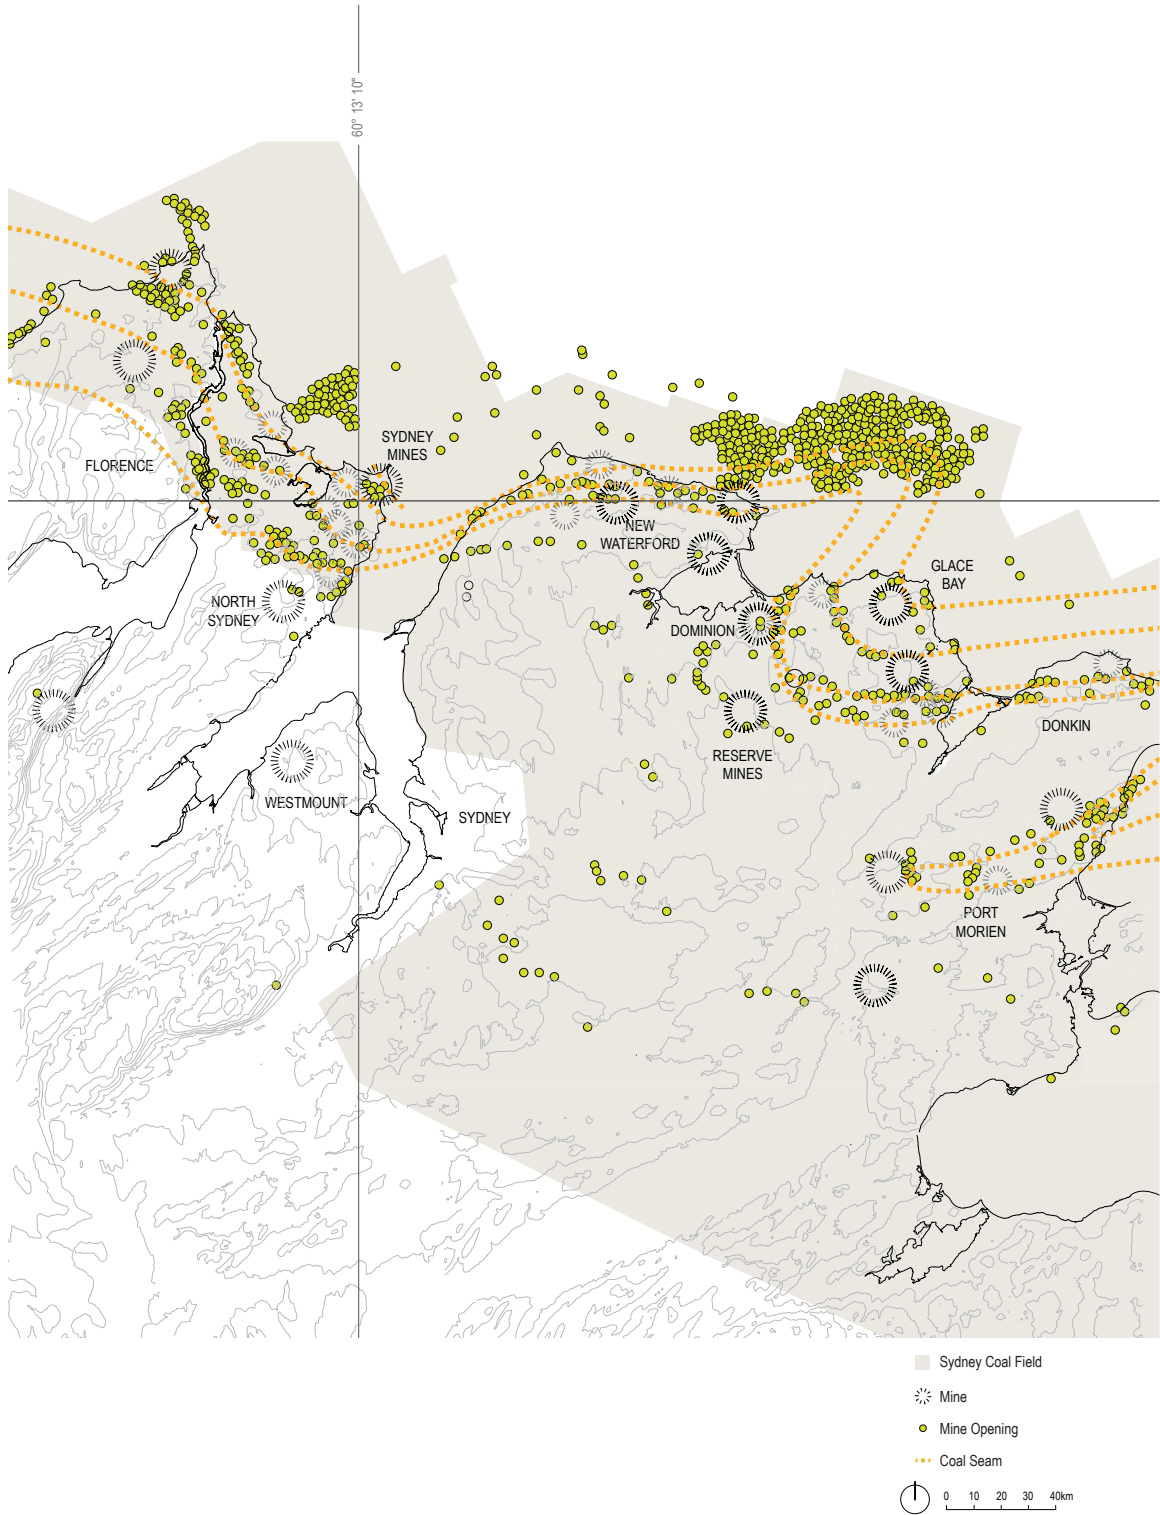 60° 13' 10"
SYDNEY
MINES
FLORENCE
NEW
WATERFORD
GLACE
BAY
NORTH
SYDNEY
DOMINION
DONKIN
RESERVE
MINES
WESTMOUNT
SYDNEY
PORT
MORIEN
Sydney Coal Field
Mine
Mine Opening
Coal Seam
0 10 20 30 40km